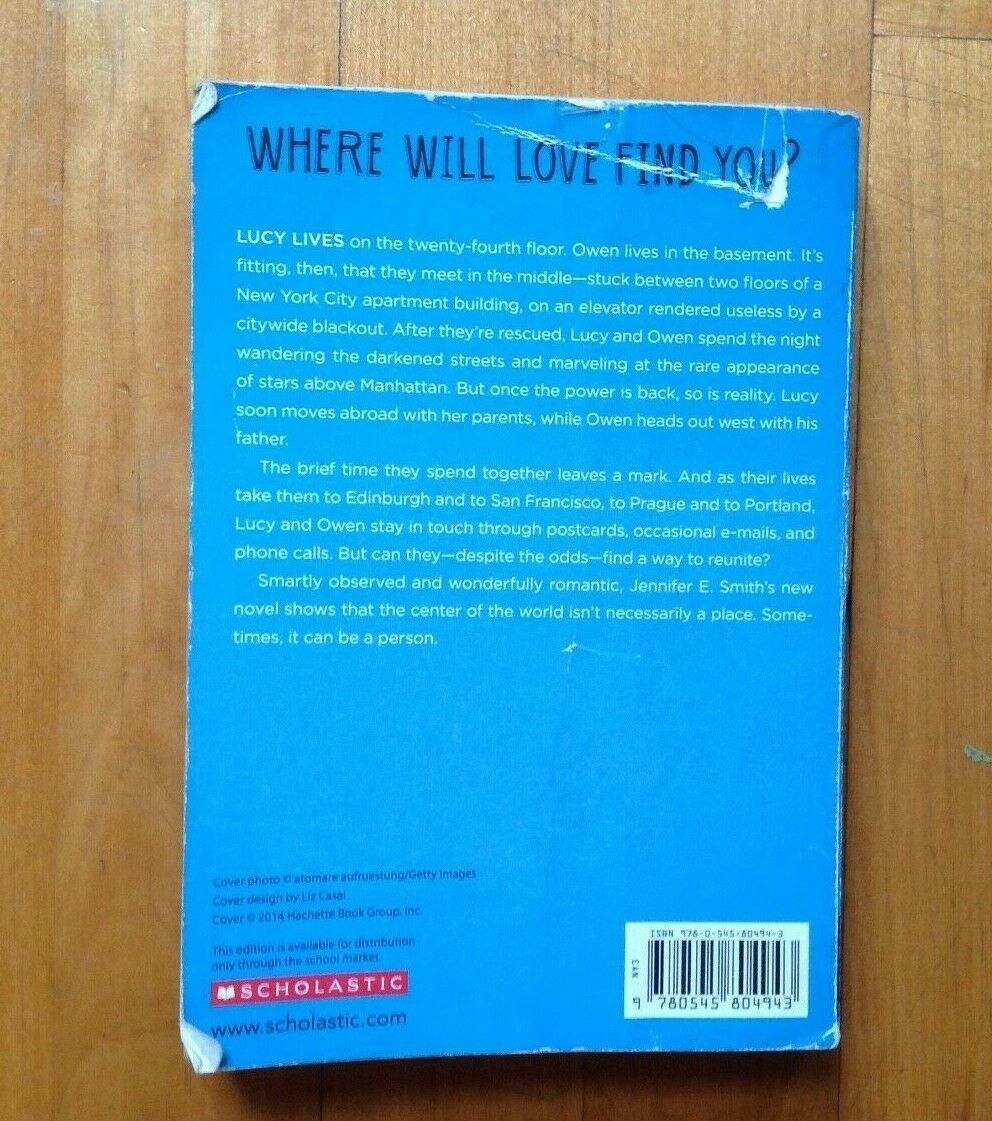 WHERE WILL LOVE FIND YOU?
LUCY LIVES on the twenty-fourth floor. Owen lives in the basement. It's
fitting, then, that they meet in the middle—stuck between two floors of a
New York City apartment building, on an elevator rendered useless by a
citywide blackout. After they're rescued, Lucy and Owen spend the night
wandering the darkened streets and marveling at the rare appearance
of stars above Manhattan. But once the power is back, so is reality. Lucy
soon moves abroad with her parents, while Owen heads out west with his
father.
The brief time they spend together leaves a mark. And as their lives
take them to Edinburgh and to San Francisco, to Prague and to Portland,
Lucy and Owen stay in touch through postcards, occasional e-mails, and
phone calls. But can they—despite the odds—find a way to reunite?
Smartly observed and wonderfully romantic, Jennifer E. Smith's new
novel shows that the center of the world isn't necessarily a place. Some-
times, it can be a person.
Cover photo © atomare aufruestung/Getty Images
Cover design by Liz Casal
Cover © 2014 Hachette Book Group, Inc.
This edition is available for distribution
only through the school market.
SCHOLASTIC
www.scholastic.com
ISBN 978-0-545-80494-3
EAN
9 780545 804943